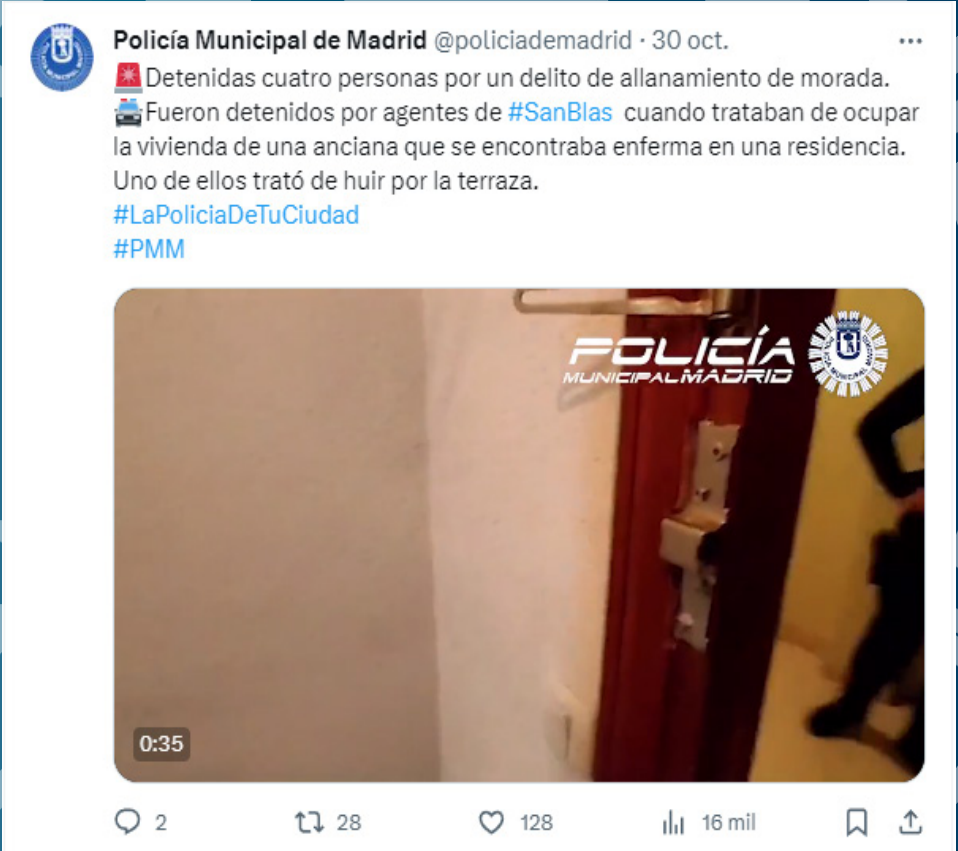 Policía Municipal de Madrid @policiademadrid · 30 oct.
🚨Detenidas cuatro personas por un delito de allanamiento de morada.
🚔Fueron detenidos por agentes de #SanBlas cuando trataban de ocupar
la vivienda de una anciana que se encontraba enferma en una residencia.
Uno de ellos trató de huir por la terraza.
#LaPoliciaDeTuCiudad
#PMM
POLICÍA
MUNICIPAL MADRID
0:35
2 28 128 16 mil